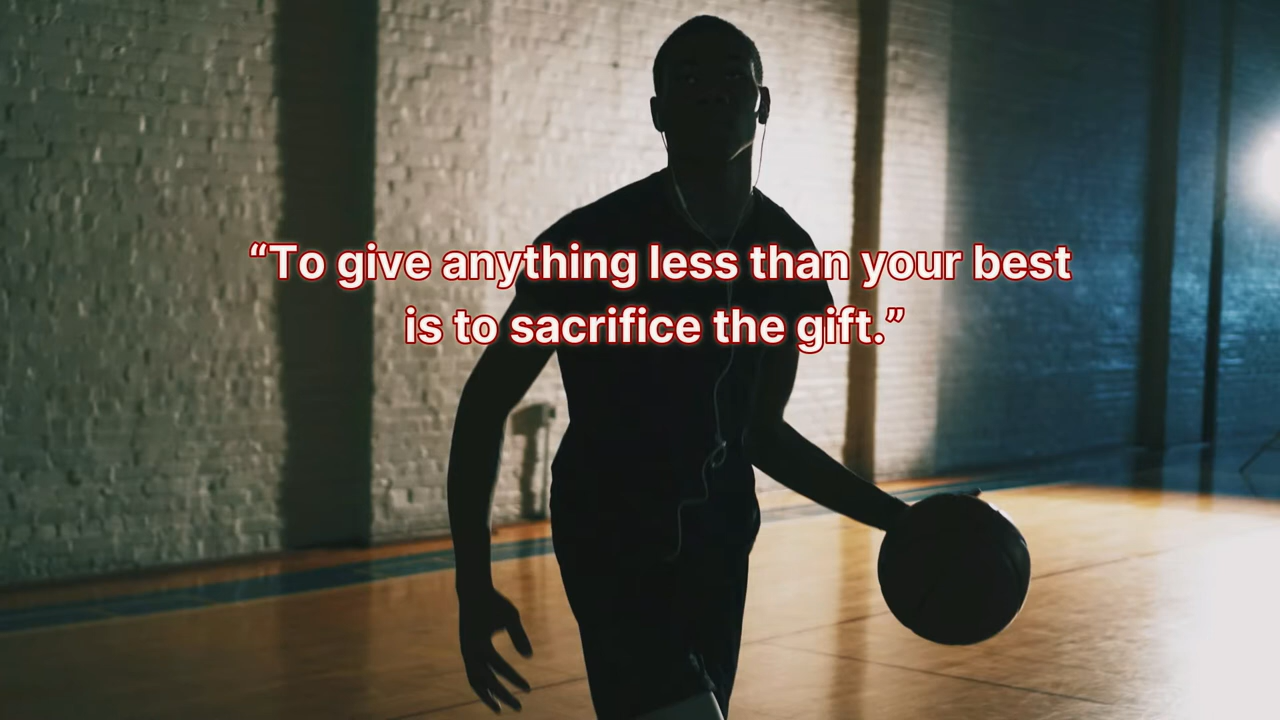 “To give anything less than your best
is to sacrifice the gift.”